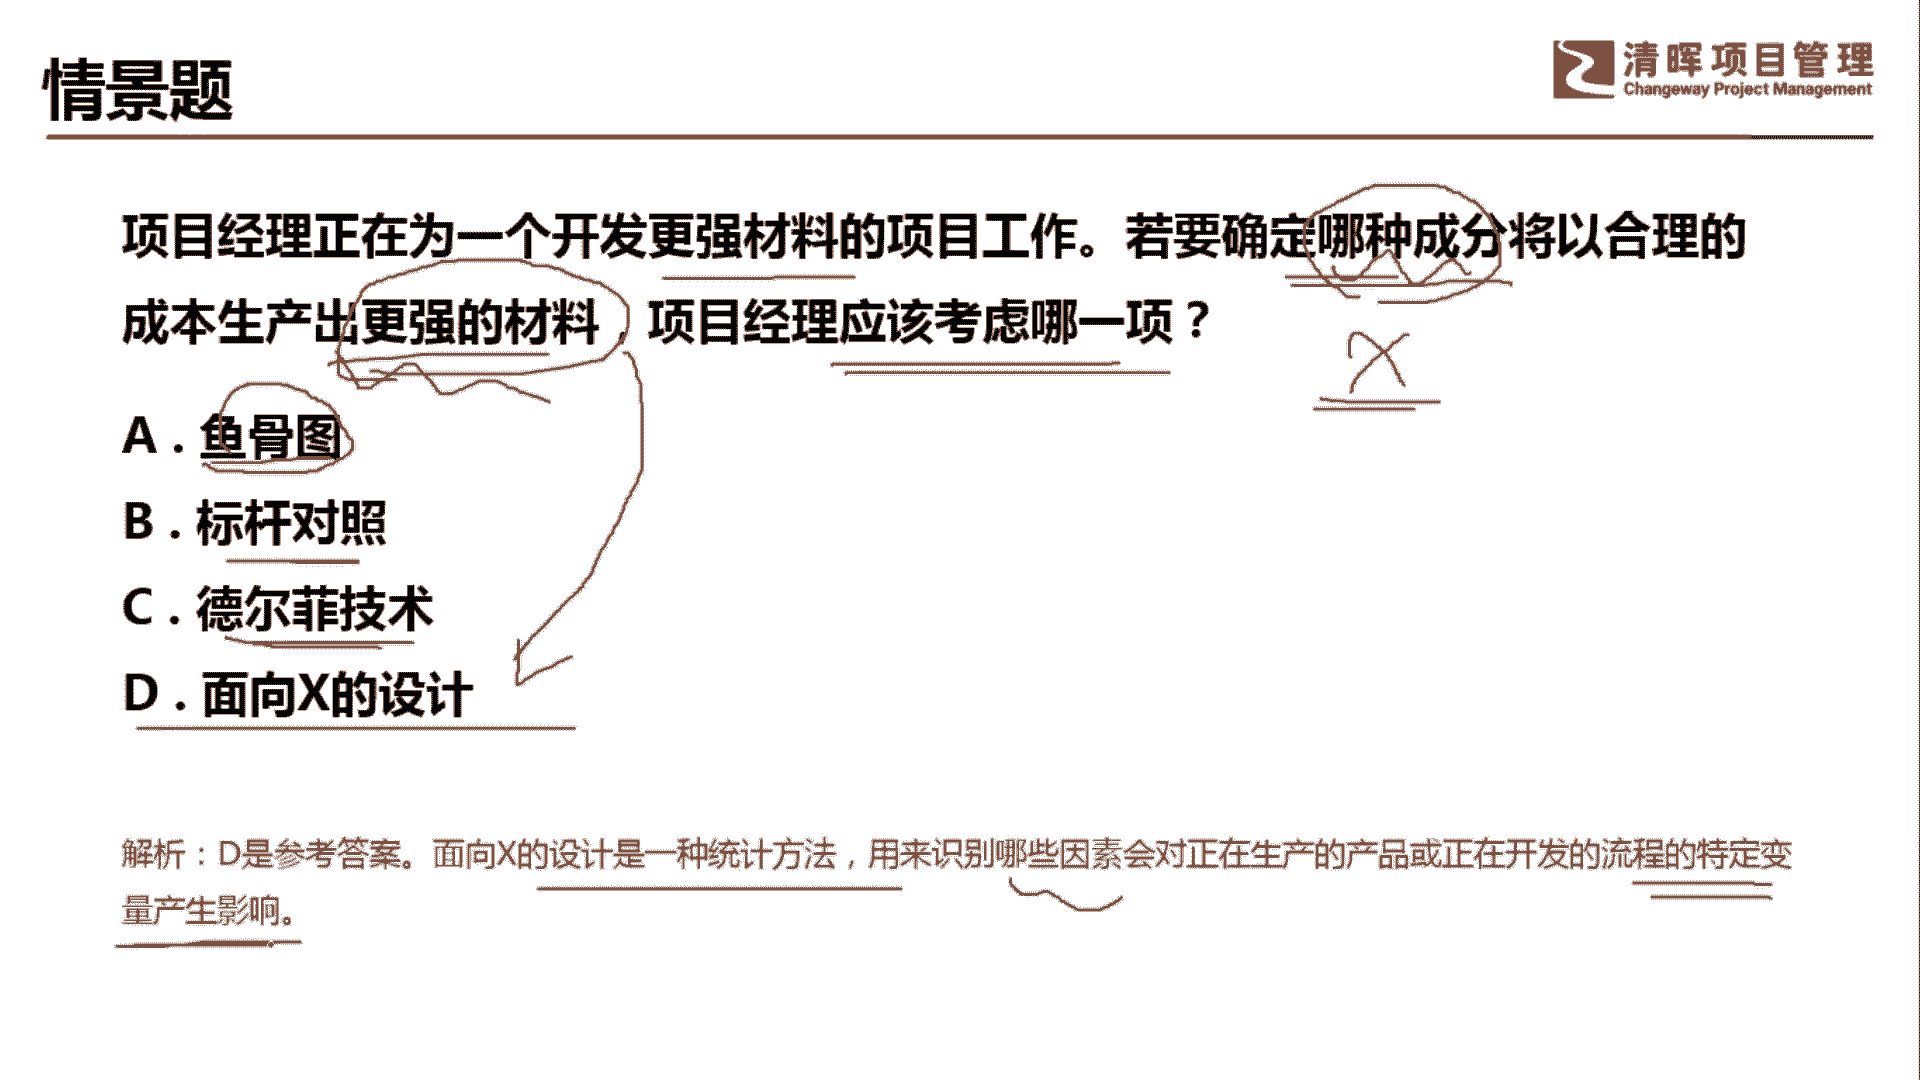 情景题
清晖项目管理
Changeway Project Management
项目经理正在为一个开发更强材料的项目工作。若要确定哪种成分将以合理的
成本生产出更强的材料，项目经理应该考虑哪一项？
X
A．鱼骨图
B．标杆对照
C．德尔菲技术
D．面向X的设计
解析：D是参考答案。面向X的设计是一种统计方法，用来识别哪些因素会对正在生产的产品或正在开发的流程的特定变
量产生影响。